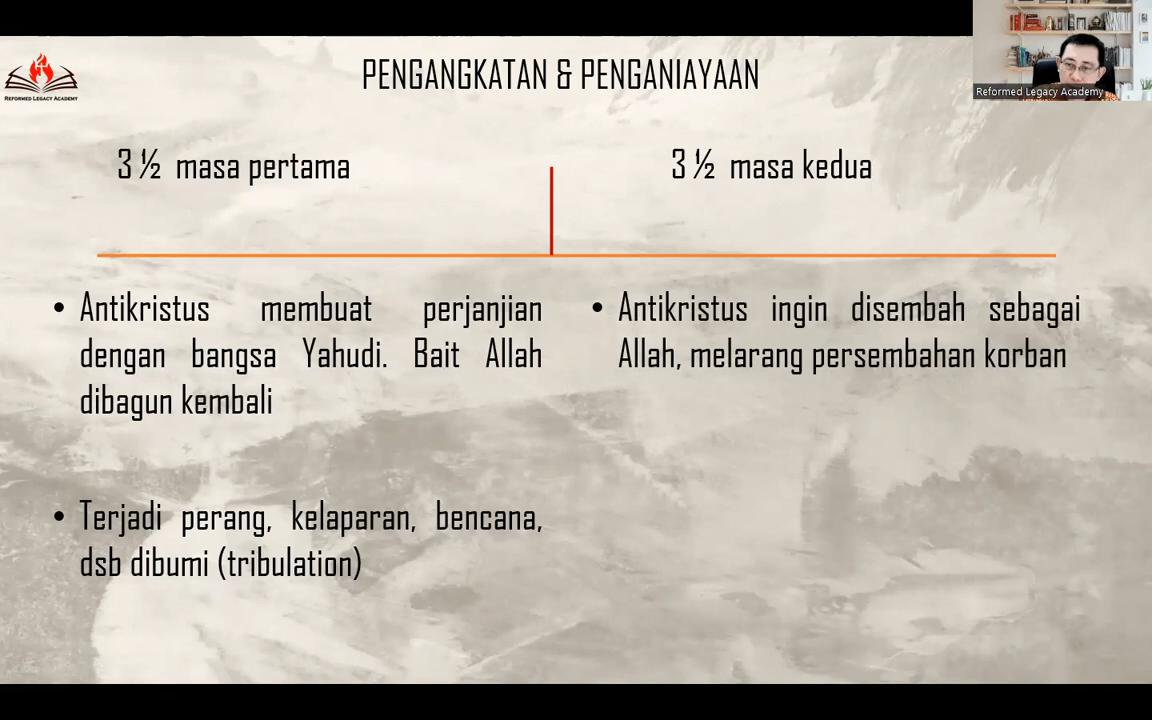 PENGANGKATAN & PENGANIAYAAN
REFORMED LEGACY ACADEMY
Reformed Legacy Academy
3 ½ masa pertama
3 ½ masa kedua
• Antikristus membuat perjanjian
dengan bangsa Yahudi. Bait Allah
dibagun kembali
• Terjadi perang, kelaparan, bencana,
dsb dibumi (tribulation)
• Antikristus ingin disembah sebagai
Allah, melarang persembahan korban